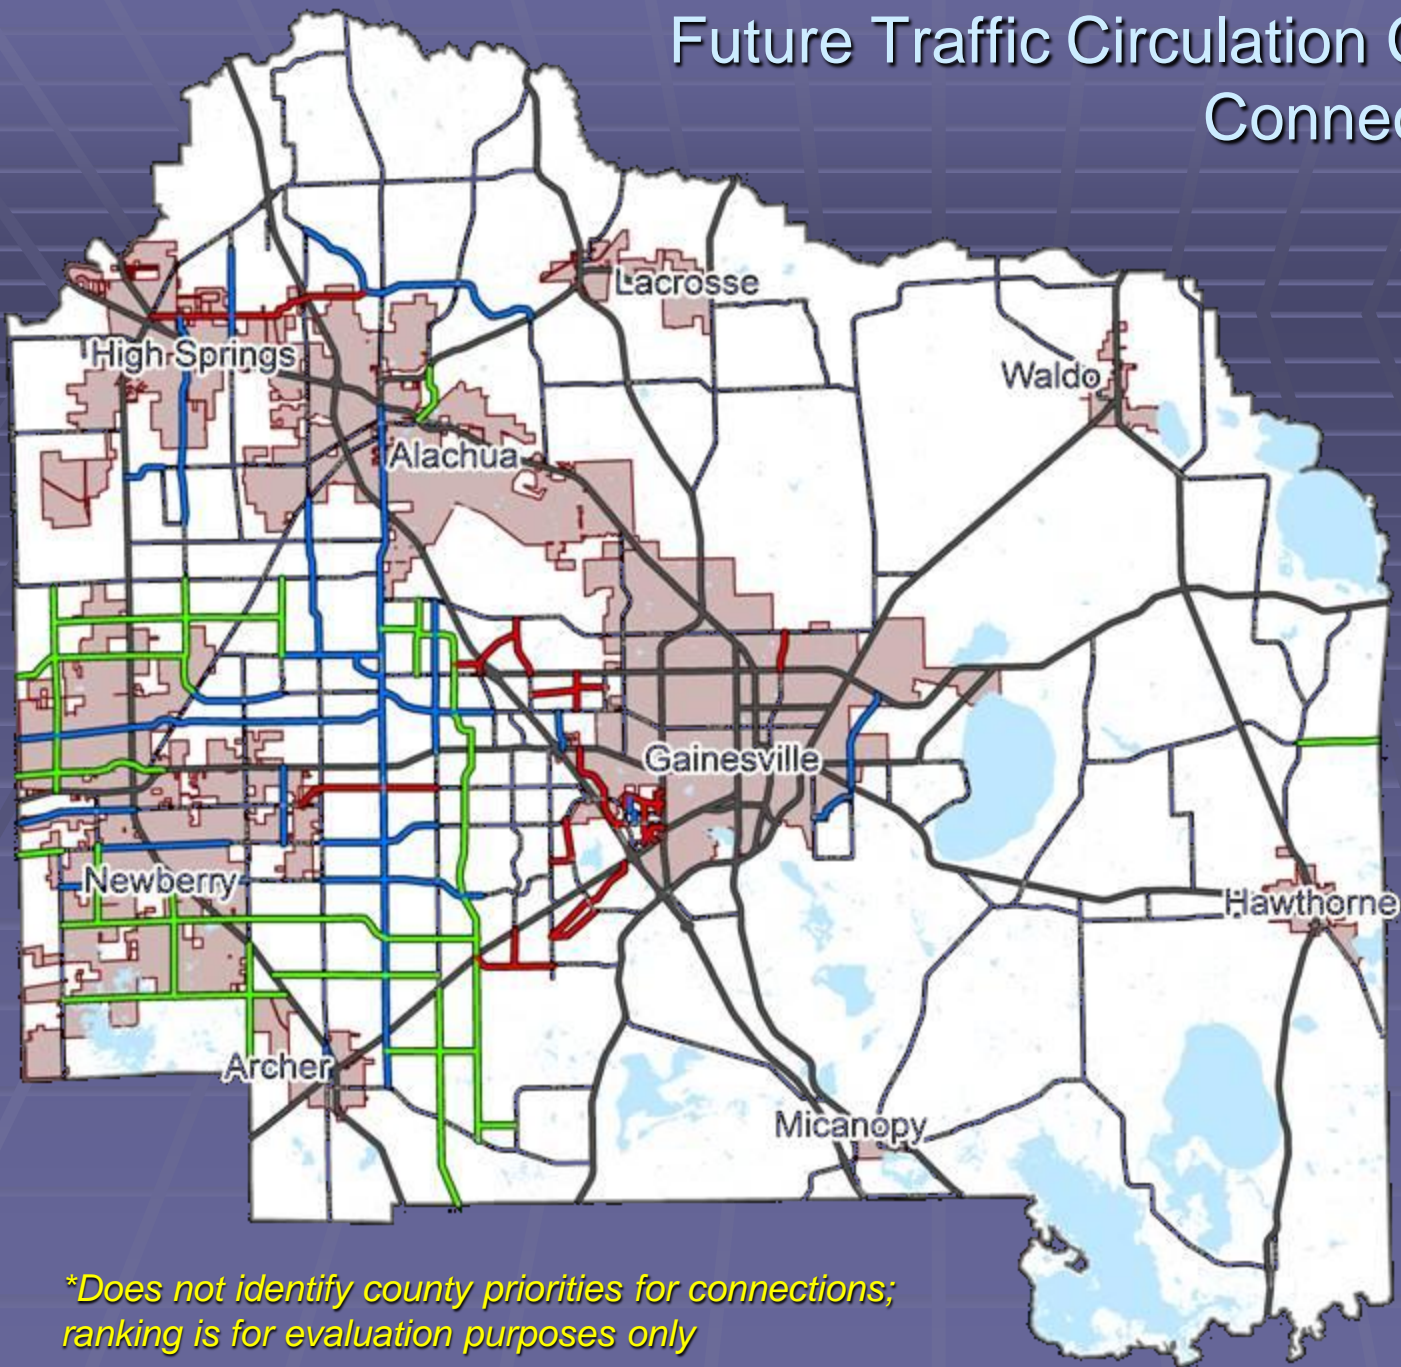 Future Traffic Circulation
Connec
Lacrosse
High Springs
Waldo
Alachua
Gainesville
Newberry
Hawthorne
Archer
Micanopy
*Does not identify county priorities for connections;
ranking is for evaluation purposes only